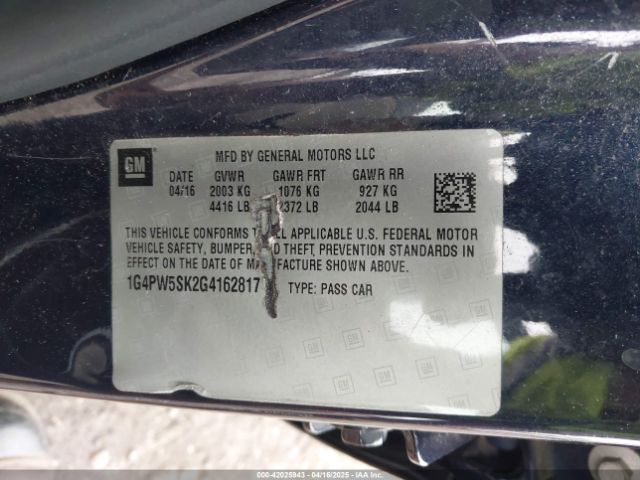 GM
MFD BY GENERAL MOTORS LLC
DATE GVWR GAWR FRT GAWR RR
04/16 2003 KG 1076 KG 927 KG
4416 LB 2372 LB 2044 LB
THIS VEHICLE CONFORMS TO ALL APPLICABLE U.S. FEDERAL MOTOR
VEHICLE SAFETY, BUMPER, AND THEFT PREVENTION STANDARDS IN
EFFECT ON THE DATE OF MANUFACTURE SHOWN ABOVE.
1G4PW5SK2G4162817 TYPE: PASS CAR
000-42025943 - 04/16/2025 - Copyright IAA, Inc